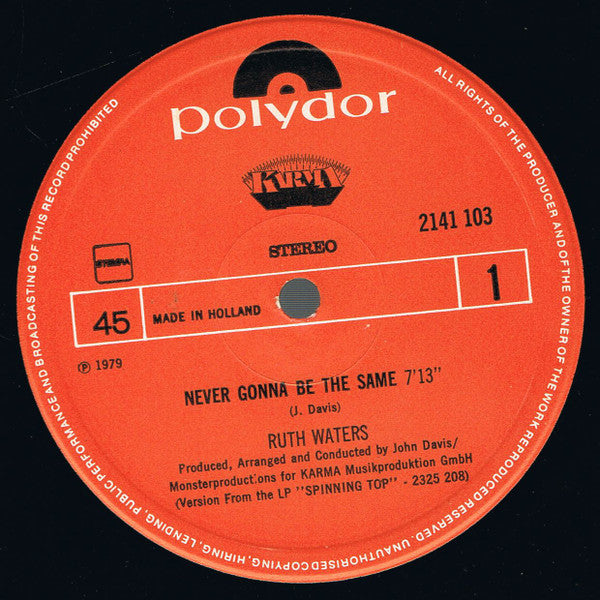 polydor
KARMA
STEREO
2141 103
STEMRA
45
MADE IN HOLLAND
1
℗ 1979
NEVER GONNA BE THE SAME 7'13"
(J. Davis)
RUTH WATERS
Produced, Arranged and Conducted by John Davis/
Monsterproductions for KARMA Musikproduktion GmbH
(Version From the LP "SPINNING TOP" - 2325 208)
ALL RIGHTS OF THE PRODUCER AND OF THE OWNER OF THE WORK REPRODUCED RESERVED. UNAUTHORISED COPYING, HIRING, LENDING, PUBLIC PERFORMANCE AND BROADCASTING OF THIS RECORD PROHIBITED